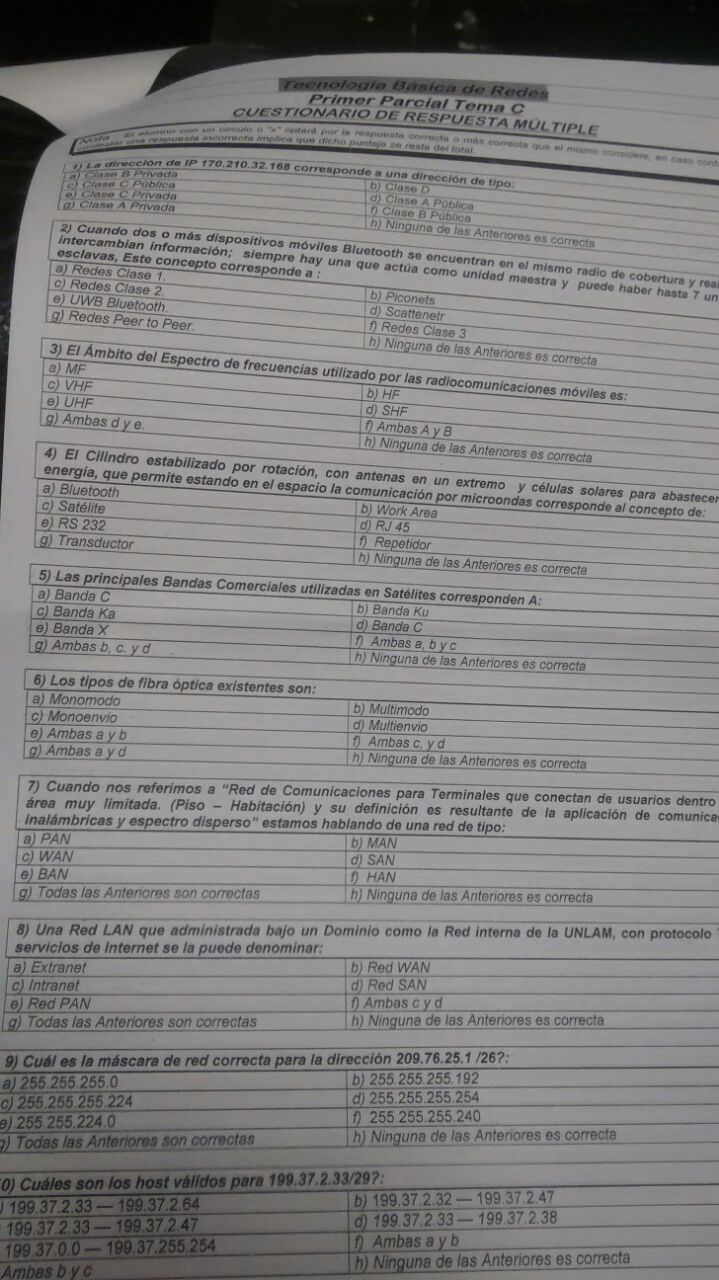 Tecnología Básica de Redes
Primer Parcial Tema C
CUESTIONARIO DE RESPUESTA MÚLTIPLE
Nota - El alumno con un círculo o "x" optará por la respuesta correcta o más correcta que el mismo considere, en caso
contestar una respuesta incorrecta implica que dicho puntaje se resta del total.
1) La dirección de IP 170.210.32.168 corresponde a una dirección de tipo:
a) Clase B Privada
b) Clase D
c) Clase C Pública
d) Clase A Pública
e) Clase C Privada
f) Clase B Pública
g) Clase A Privada
h) Ninguna de las Anteriores es correcta
2) Cuando dos o más dispositivos móviles Bluetooth se encuentran en el mismo radio de cobertura y
intercambian información; siempre hay una que actúa como unidad maestra y puede haber hasta 7
esclavas, Este concepto corresponde a :
a) Redes Clase 1.
b) Piconets
c) Redes Clase 2.
d) Scattenetr
e) UWB Bluetooth.
f) Redes Clase 3
g) Redes Peer to Peer.
h) Ninguna de las Anteriores es correcta
3) El Ámbito del Espectro de frecuencias utilizado por las radiocomunicaciones móviles es:
a) MF
b) HF
c) VHF
d) SHF
e) UHF
f) Ambas A y B
g) Ambas d y e.
h) Ninguna de las Anteriores es correcta
4) El Cilindro estabilizado por rotación, con antenas en un extremo y células solares para abastecer
energía, que permite estando en el espacio la comunicación por microondas corresponde al concepto de:
a) Bluetooth
b) Work Area
c) Satélite
d) RJ 45
e) RS 232
f) Repetidor
g) Transductor
h) Ninguna de las Anteriores es correcta
5) Las principales Bandas Comerciales utilizadas en Satélites corresponden A:
a) Banda C
b) Banda Ku
c) Banda Ka
d) Banda C
e) Banda X
f) Ambas a, b y c
g) Ambas b, c, y d
h) Ninguna de las Anteriores es correcta
6) Los tipos de fibra óptica existentes son:
a) Monomodo
b) Multimodo
c) Monoenvio
d) Multienvio
e) Ambas a y b
f) Ambas c, y d
g) Ambas a y d
h) Ninguna de las Anteriores es correcta
7) Cuando nos referimos a “Red de Comunicaciones para Terminales que conectan de usuarios dentro
área muy limitada. (Piso – Habitación) y su definición es resultante de la aplicación de
inalámbricas y espectro disperso” estamos hablando de una red de tipo:
a) PAN
b) MAN
c) WAN
d) SAN
e) BAN
f) HAN
g) Todas las Anteriores son correctas
h) Ninguna de las Anteriores es correcta
8) Una Red LAN que administrada bajo un Dominio como la Red interna de la UNLAM, con protocolo
servicios de Internet se la puede denominar:
a) Extranet
b) Red WAN
c) Intranet
d) Red SAN
e) Red PAN
f) Ambas c y d
g) Todas las Anteriores son correctas
h) Ninguna de las Anteriores es correcta
9) Cuál es la máscara de red correcta para la dirección 209.76.25.1 /26?:
a) 255.255.255.0
b) 255.255.255.192
c) 255.255.255.224
d) 255.255.255.254
e) 255.255.224.0
f) 255.255.255.240
g) Todas las Anteriores son correctas
h) Ninguna de las Anteriores es correcta
0) Cuáles son los host válidos para 199.37.2.33/29?:
) 199.37.2.33 — 199.37.2.64
b) 199.37.2.32 — 199.37.2.47
199.37.2.33 — 199.37.2.47
d) 199.37.2.33 — 199.37.2.38
199.37.0.0 — 199.37.255.254
f) Ambas a y b
Ambas b y c
h) Ninguna de las Anteriores es correcta